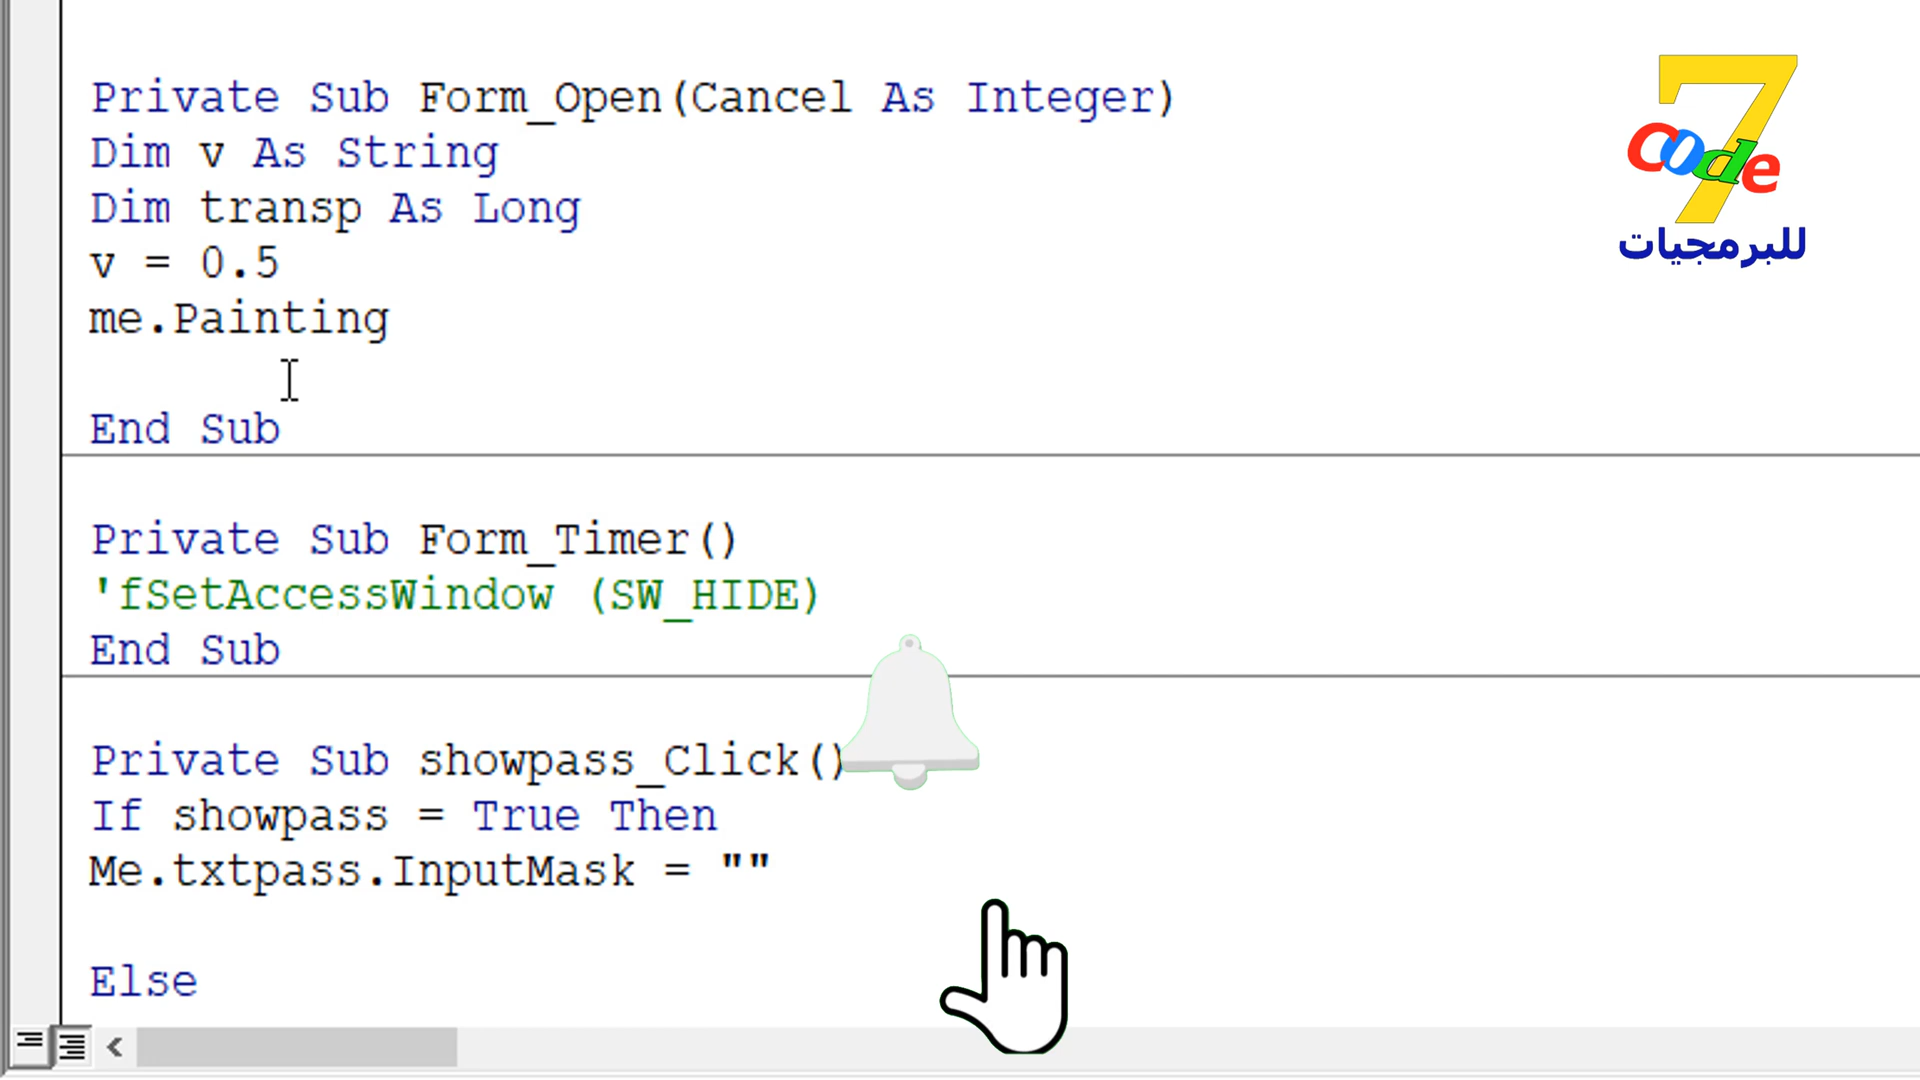 Private Sub Form_Open(Cancel As Integer)
Dim v As String
Dim transp As Long
v = 0.5
me.Painting
End Sub
Private Sub Form_Timer()
'fSetAccessWindow (SW_HIDE)
End Sub
Private Sub showpass_Click()
If showpass = True Then
Me.txtpass.InputMask = ""
Else
7
Code
للبرمجيات